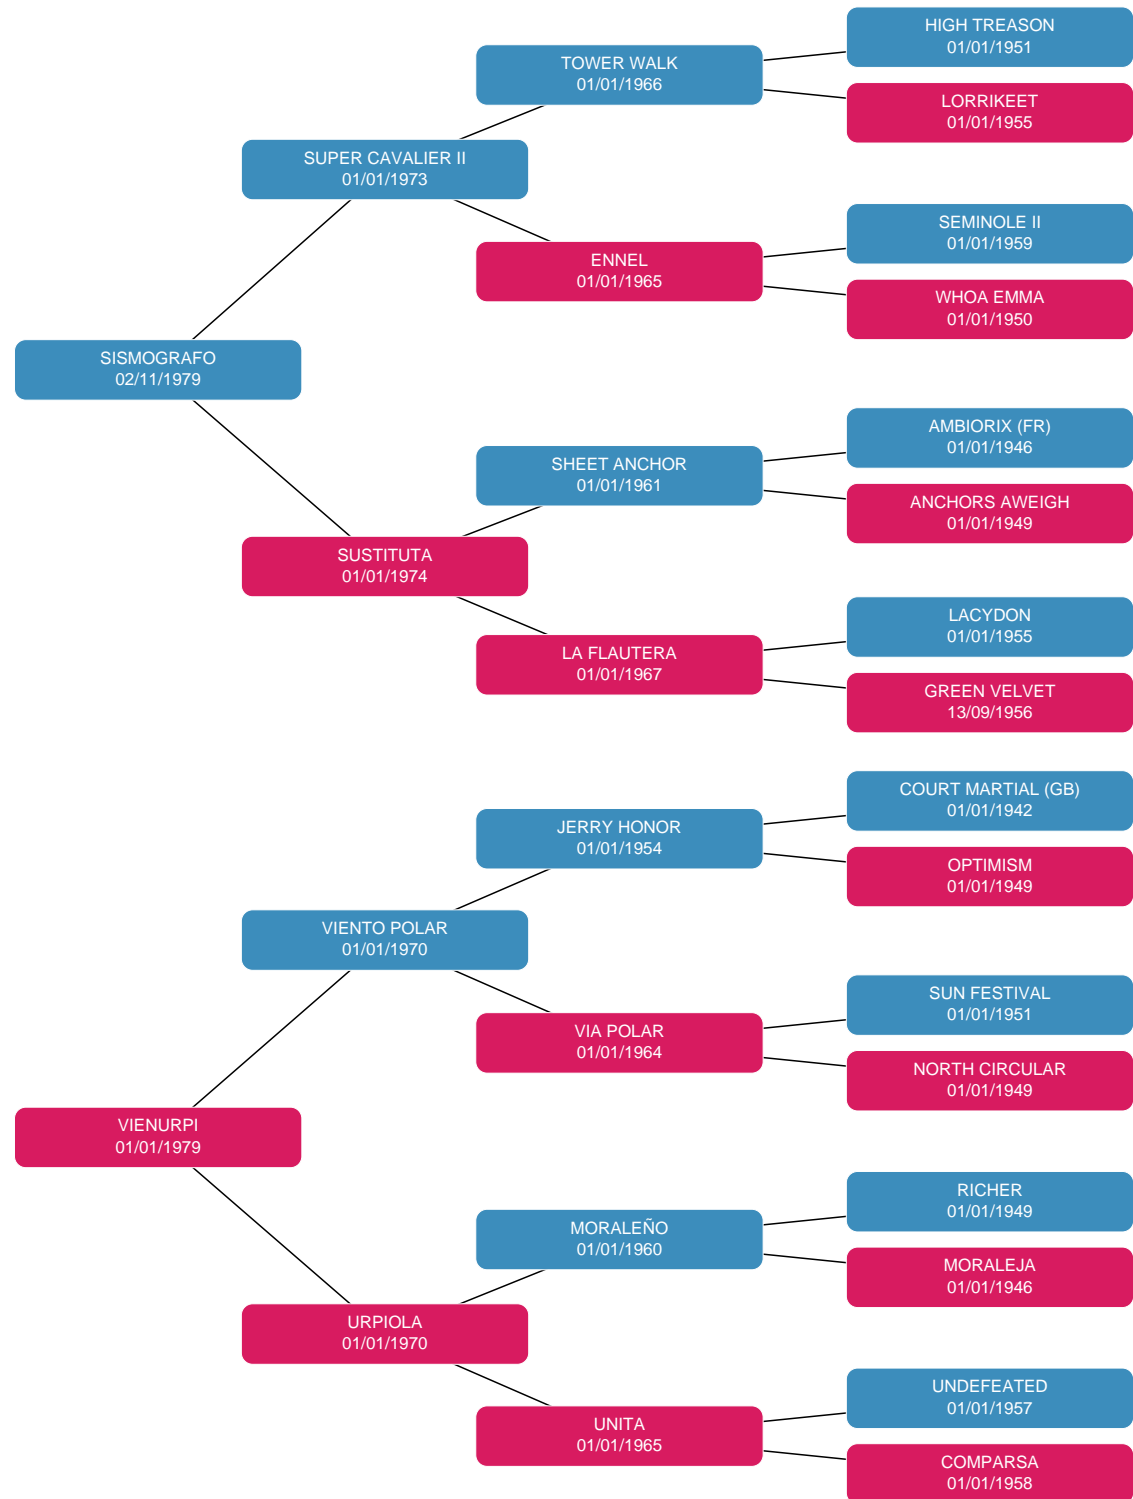 HIGH TREASON
01/01/1951
TOWER WALK
01/01/1966
LORRIKEET
01/01/1955
SUPER CAVALIER II
01/01/1973
SEMINOLE II
01/01/1959
ENNEL
01/01/1965
WHOA EMMA
01/01/1950
SISMOGRAFO
02/11/1979
AMBIORIX (FR)
01/01/1946
SHEET ANCHOR
01/01/1961
ANCHORS AWEIGH
01/01/1949
SUSTITUTA
01/01/1974
LACYDON
01/01/1955
LA FLAUTERA
01/01/1967
GREEN VELVET
13/09/1956
COURT MARTIAL (GB)
01/01/1942
JERRY HONOR
01/01/1954
OPTIMISM
01/01/1949
VIENTO POLAR
01/01/1970
SUN FESTIVAL
01/01/1951
VIA POLAR
01/01/1964
NORTH CIRCULAR
01/01/1949
VIENURPI
01/01/1979
RICHER
01/01/1949
MORALEÑO
01/01/1960
MORALEJA
01/01/1946
URPIOLA
01/01/1970
UNDEFEATED
01/01/1957
UNITA
01/01/1965
COMPARSA
01/01/1958